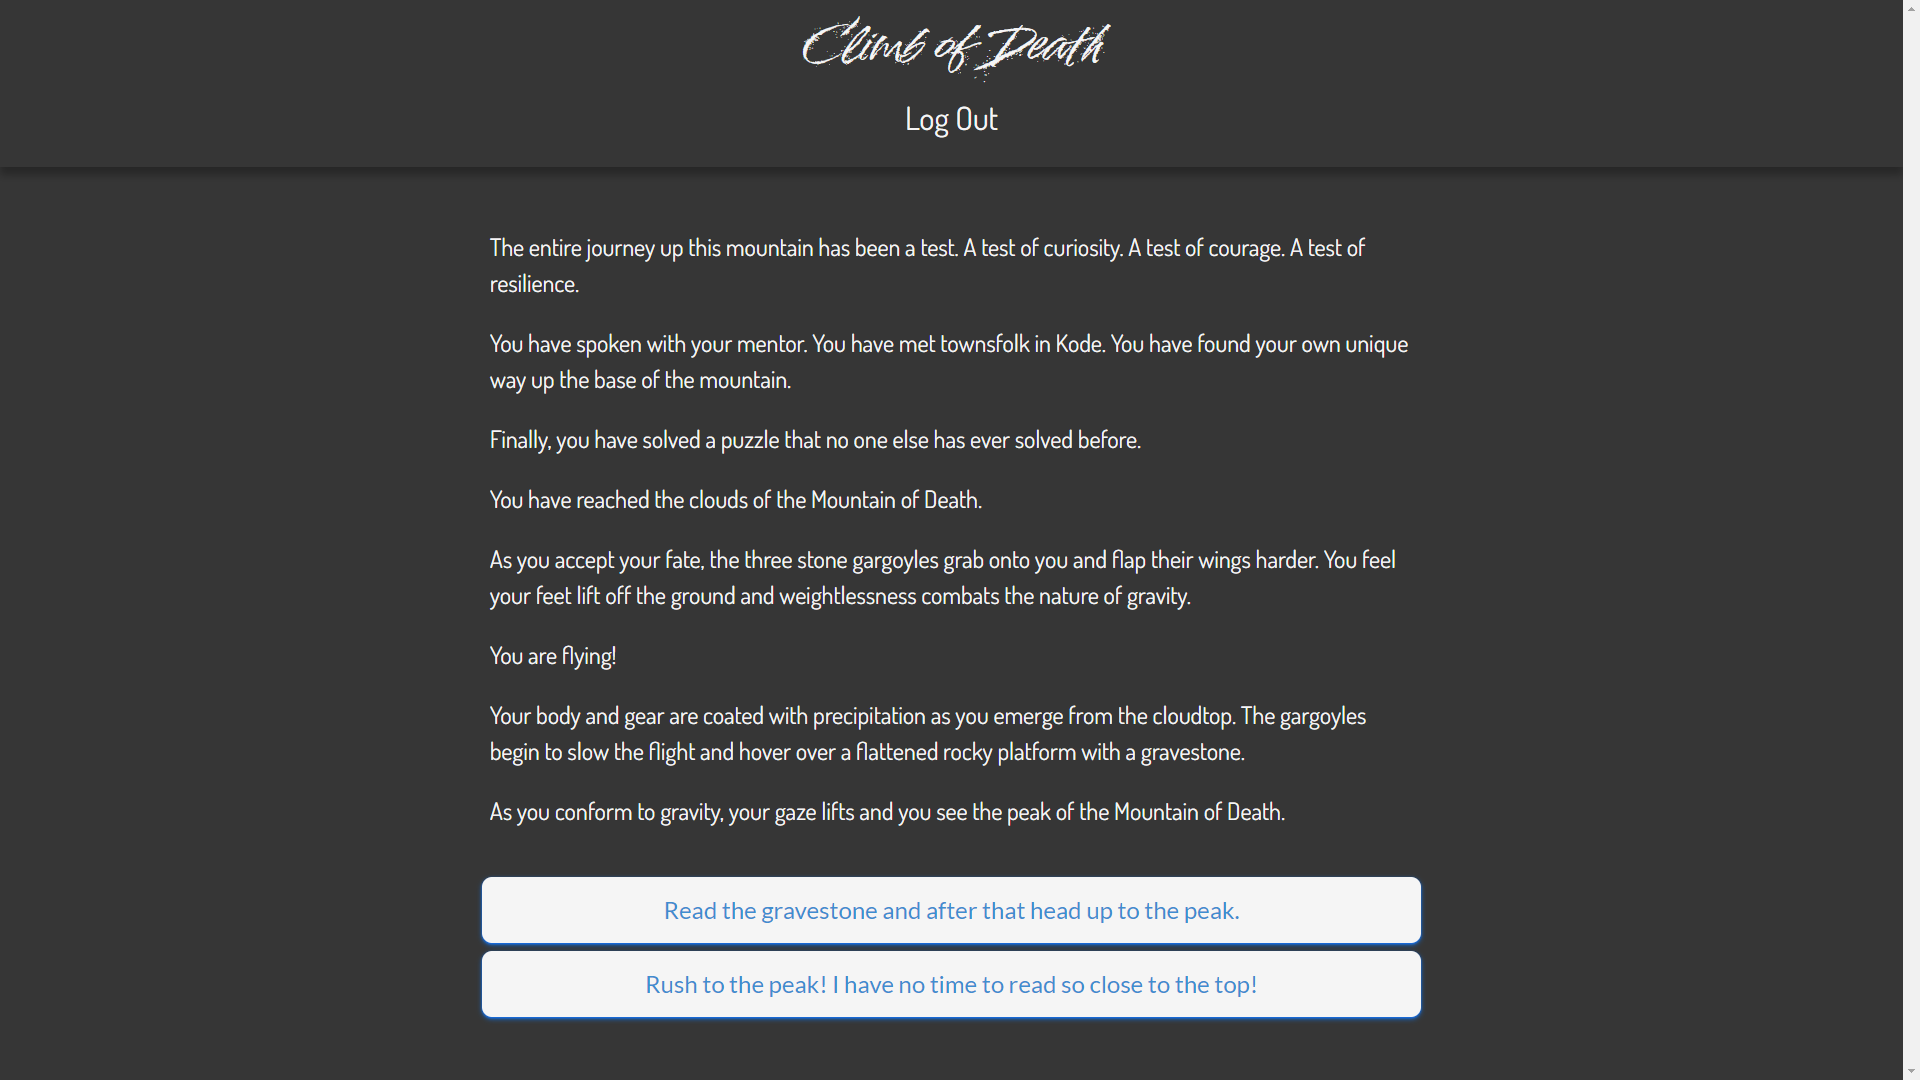 Climb of Death
Log Out
The entire journey up this mountain has been a test. A test of curiosity. A test of courage. A test of
resilience.
You have spoken with your mentor. You have met townsfolk in Kode. You have found your own unique
way up the base of the mountain.
Finally, you have solved a puzzle that no one else has ever solved before.
You have reached the clouds of the Mountain of Death.
As you accept your fate, the three stone gargoyles grab onto you and flap their wings harder. You feel
your feet lift off the ground and weightlessness combats the nature of gravity.
You are flying!
Your body and gear are coated with precipitation as you emerge from the cloudtop. The gargoyles
begin to slow the flight and hover over a flattened rocky platform with a gravestone.
As you conform to gravity, your gaze lifts and you see the peak of the Mountain of Death.
Read the gravestone and after that head up to the peak.
Rush to the peak! I have no time to read so close to the top!